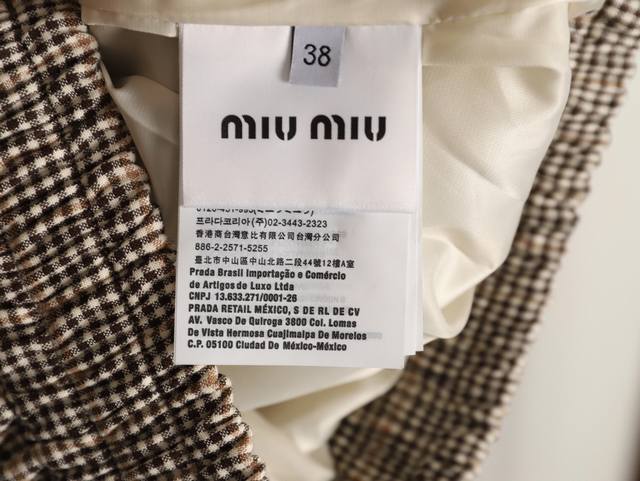 38
miu miu
프라다코리아(주)02-3443-2323
香港商台灣意比有限公司台灣分公司
886-2-2571-5255
臺北市中山區中山北路二段44號12樓A室
Prada Brasil Importação e Comércio
de Artigos de Luxo Ltda
CNPJ 13.633.271/0001-26
PRADA RETAIL MÉXICO, S DE RL DE CV
AV. Vasco De Quiroga 3800 Col. Lomas
De Vista Hermosa Cuajimalpa De Morelos
C.P. 05100 Ciudad De México-México